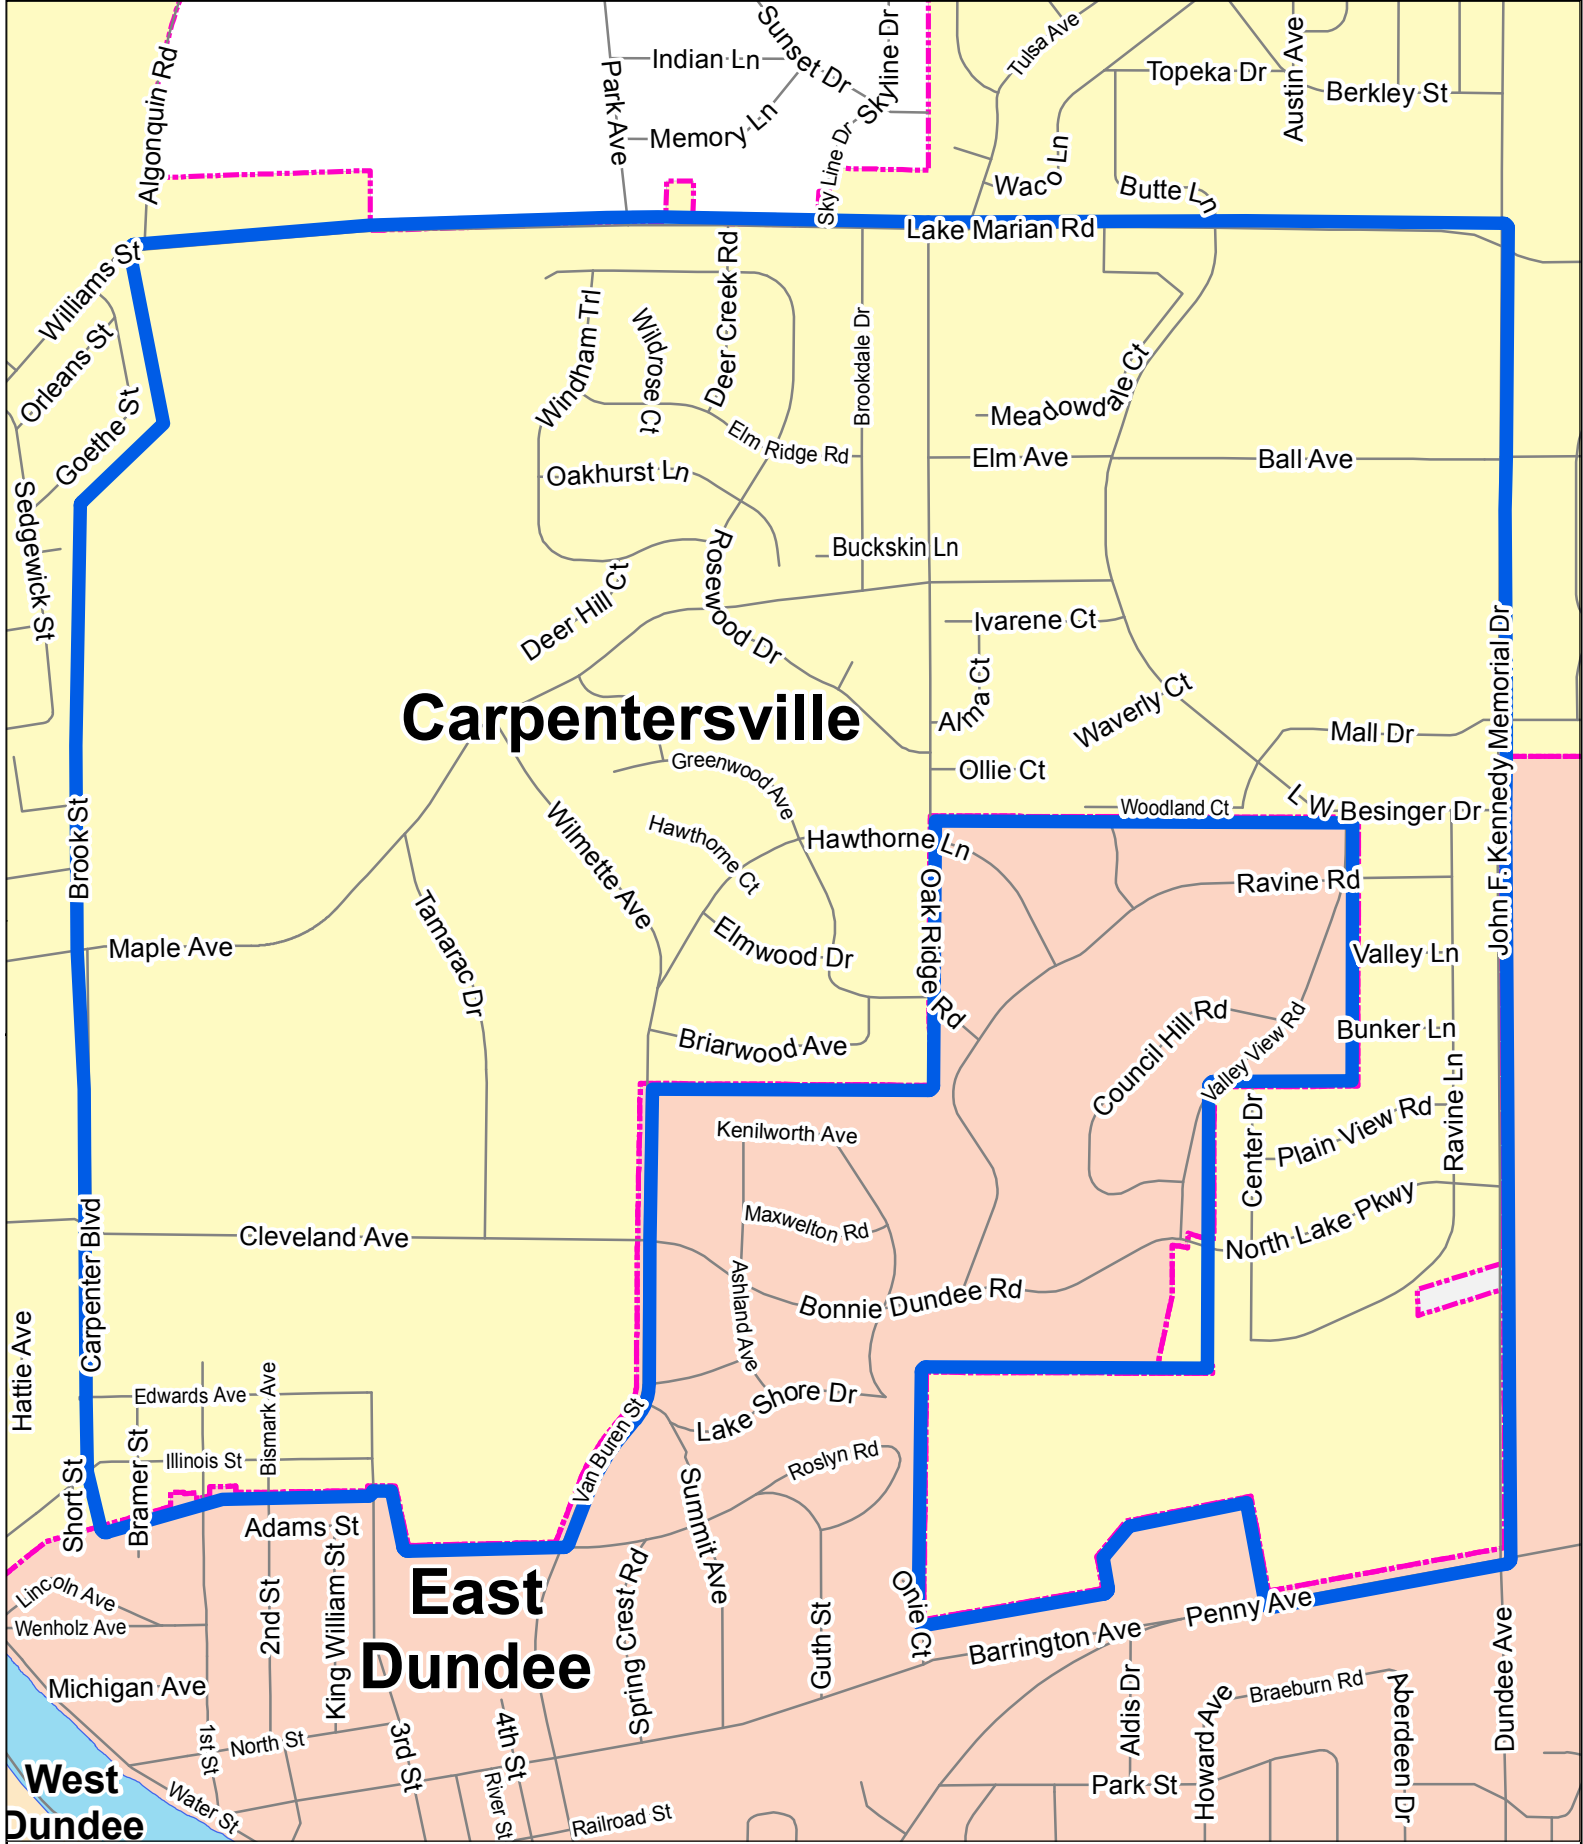 Algonquin Rd
Indian Ln
Sunset Dr
Skyline Dr
Tulsa Ave
Topeka Dr
Austin Ave
Berkley St
Park Ave
Memory Ln
Sky Line Dr
Waco Ln
Butte Ln
Lake Marian Rd
Williams St
Orleans St
Goethe St
Sedgewick St
Windham Trl
Wildrose Ct
Deer Creek Rd
Brookdale Dr
Meadowdale Ct
Elm Ridge Rd
Elm Ave
Ball Ave
Oakhurst Ln
Buckskin Ln
Rosewood Dr
Deer Hill Ct
Ivarene Ct
Alma Ct
Waverly Ct
John F. Kennedy Memorial Dr
Carpentersville
Mall Dr
Ollie Ct
Greenwood Ave
L W Besinger Dr
Woodland Ct
Brook St
Wilmette Ave
Hawthorne Ct
Hawthorne Ln
Oak Ridge Rd
Ravine Rd
Maple Ave
Tamarac Dr
Elmwood Dr
Valley Ln
Briarwood Ave
Council Hill Rd
Valley View Rd
Bunker Ln
Kenilworth Ave
Center Dr
Plain View Rd
Ravine Ln
Carpenter Blvd
Cleveland Ave
Maxwelton Rd
North Lake Pkwy
Ashland Ave
Bonnie Dundee Rd
Hattie Ave
Edwards Ave
Bismark Ave
Lake Shore Dr
Van Buren St
Short St
Bramer St
Illinois St
Roslyn Rd
Summit Ave
Adams St
East
Dundee
Lincoln Ave
Wenholz Ave
2nd St
King William St
Spring Crest Rd
Guth St
Onie Ct
Barrington Ave
Penny Ave
Dundee Ave
Michigan Ave
Aldis Dr
Braeburn Rd
Howard Ave
Aberdeen Dr
1st St
North St
3rd St
4th St
River St
Water St
Railroad St
Park St
West
Dundee